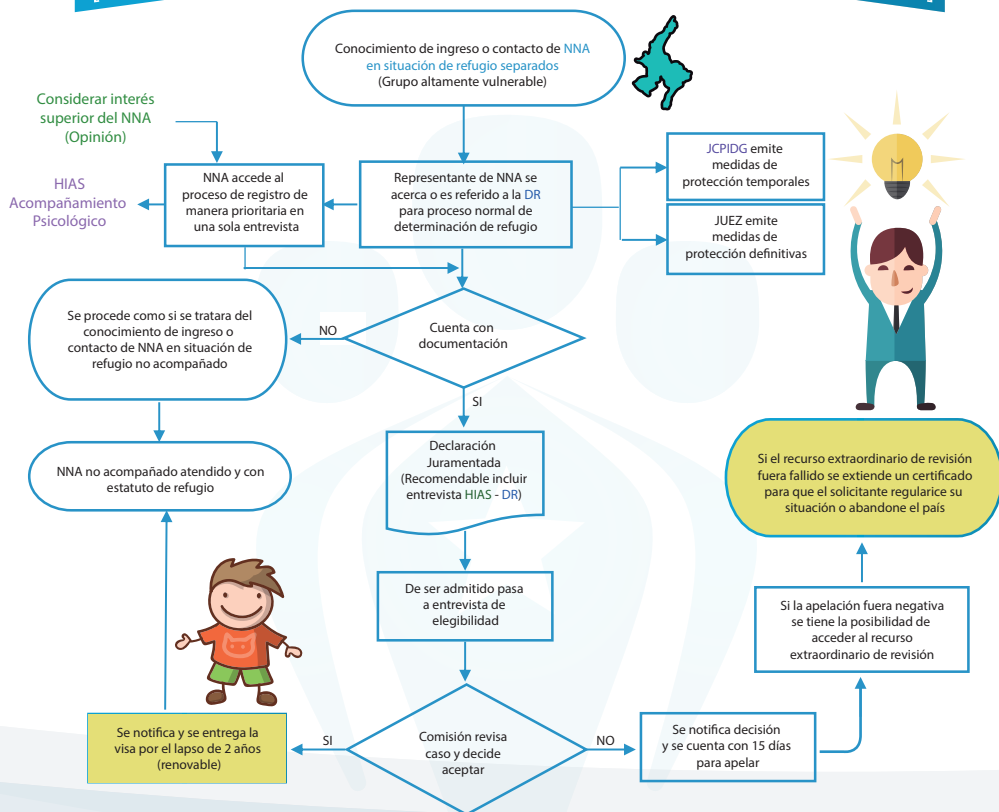 Conocimiento de ingreso o contacto de NNA
en situación de refugio separados
(Grupo altamente vulnerable)
Considerar interés
superior del NNA
(Opinión)
HIAS
Acompañamiento
Psicológico
NNA accede al
proceso de registro de
manera prioritaria en
una sola entrevista
Representante de NNA se
acerca o es referido a la DR
para proceso normal de
determinación de refugio
JCPIDG emite
medidas de
protección temporales
JUEZ emite
medidas de
protección definitivas
Cuenta con
documentación
NO
Se procede como si se tratara del
conocimiento de ingreso o
contacto de NNA en situación de
refugio no acompañado
NNA no acompañado atendido y con
estatuto de refugio
SI
Declaración
Juramentada
(Recomendable incluir
entrevista HIAS - DR)
De ser admitido pasa
a entrevista de
elegibilidad
Comisión revisa
caso y decide
aceptar
SI
Se notifica y se entrega la
visa por el lapso de 2 años
(renovable)
NO
Se notifica decisión
y se cuenta con 15 días
para apelar
Si la apelación fuera negativa
se tiene la posibilidad de
acceder al recurso
extraordinario de revisión
Si el recurso extraordinario de revisión
fuera fallido se extiende un certificado
para que el solicitante regularice su
situación o abandone el país